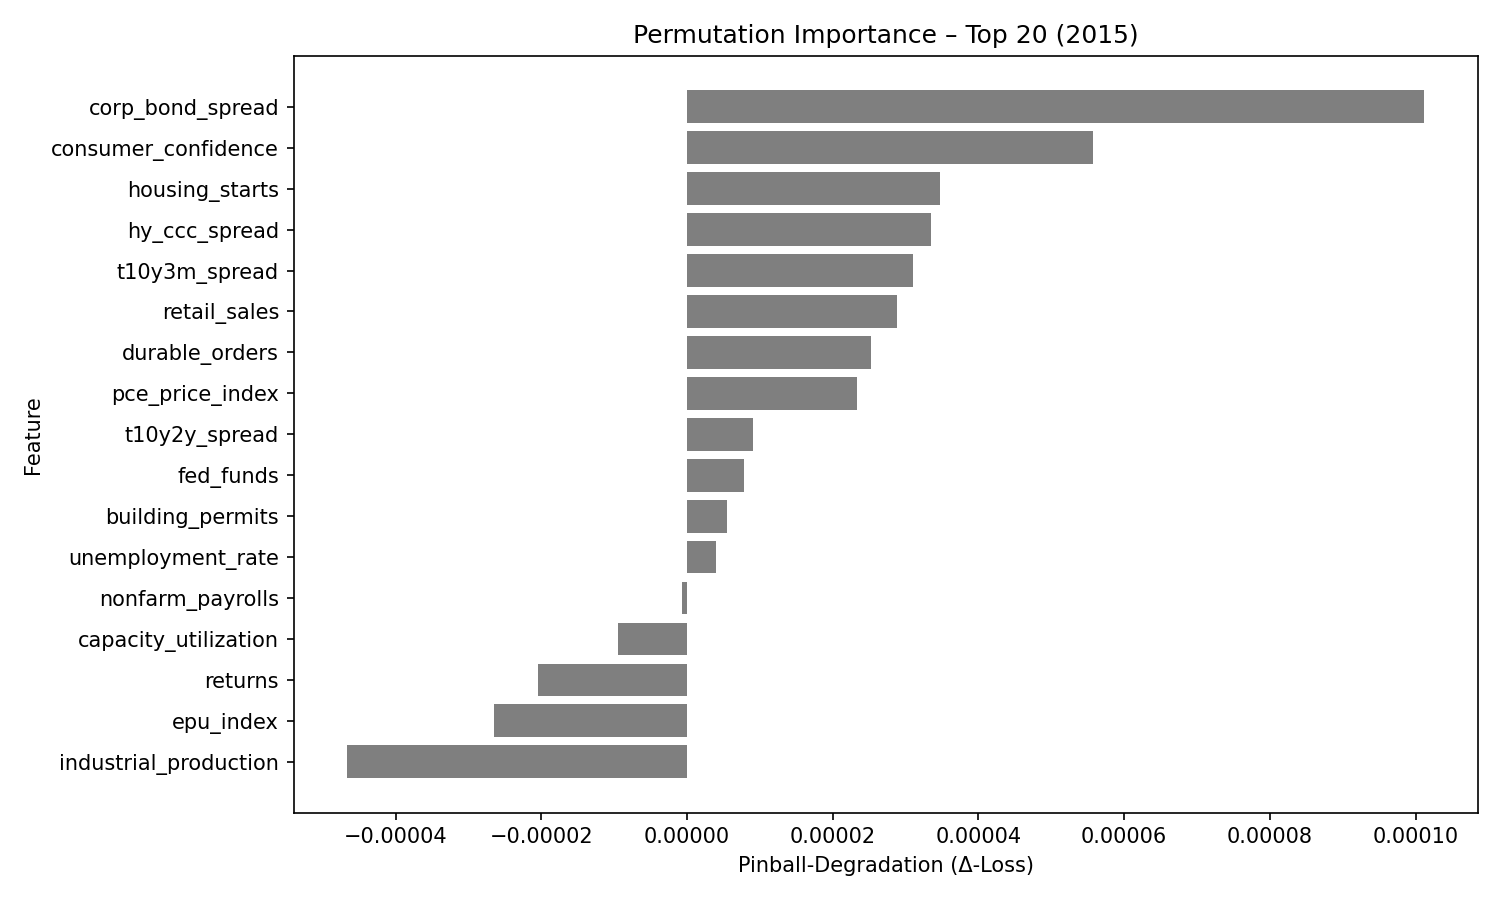 Permutation Importance – Top 20 (2015)
corp_bond_spread
consumer_confidence
housing_starts
hy_ccc_spread
t10y3m_spread
retail_sales
durable_orders
pce_price_index
t10y2y_spread
fed_funds
building_permits
unemployment_rate
nonfarm_payrolls
capacity_utilization
returns
epu_index
industrial_production
Feature
−0.00004 −0.00002 0.00000 0.00002 0.00004 0.00006 0.00008 0.00010
Pinball-Degradation (Δ-Loss)